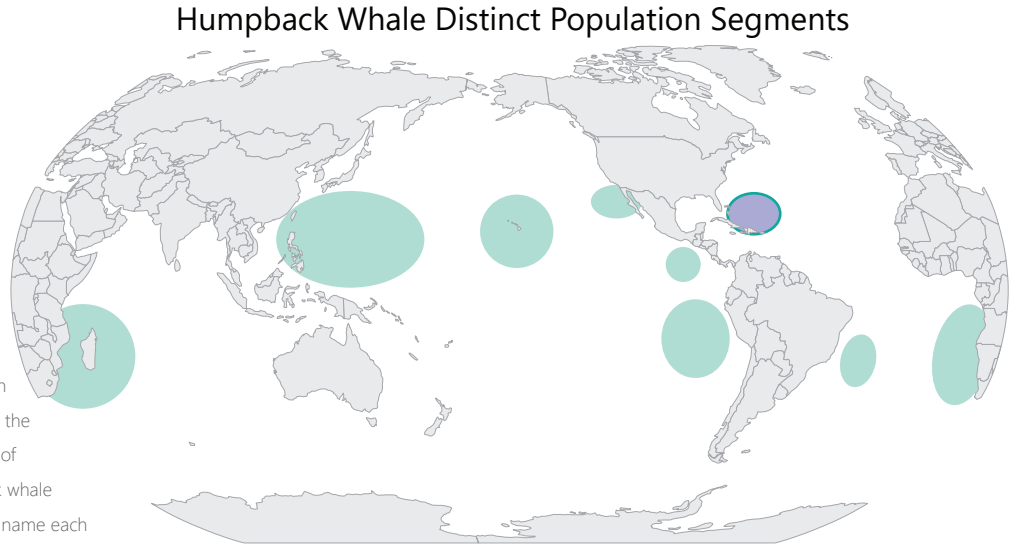 Humpback Whale Distinct Population Segments
the
of
whale
name each